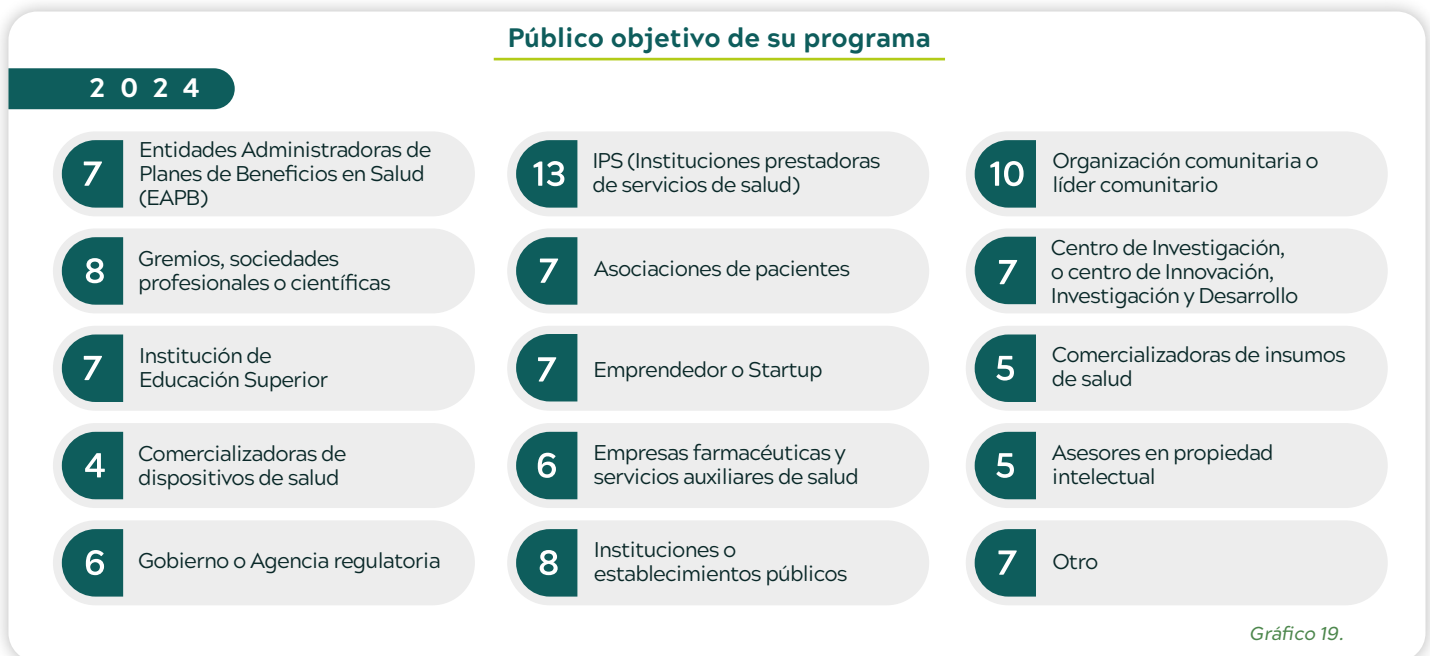 Público objetivo de su programa
2 0 2 4
7
Entidades Administradoras de
Planes de Beneficios en Salud
(EAPB)
13
IPS (Instituciones prestadoras
de servicios de salud)
10
Organización comunitaria o
líder comunitario
8
Gremios, sociedades
profesionales o científicas
7
Asociaciones de pacientes
7
Centro de Investigación,
o centro de Innovación,
Investigación y Desarrollo
7
Institución de
Educación Superior
7
Emprendedor o Startup
5
Comercializadoras de insumos
de salud
4
Comercializadoras de
dispositivos de salud
6
Empresas farmacéuticas y
servicios auxiliares de salud
5
Asesores en propiedad
intelectual
6
Gobierno o Agencia regulatoria
8
Instituciones o
establecimientos públicos
7
Otro
Gráfico 19.